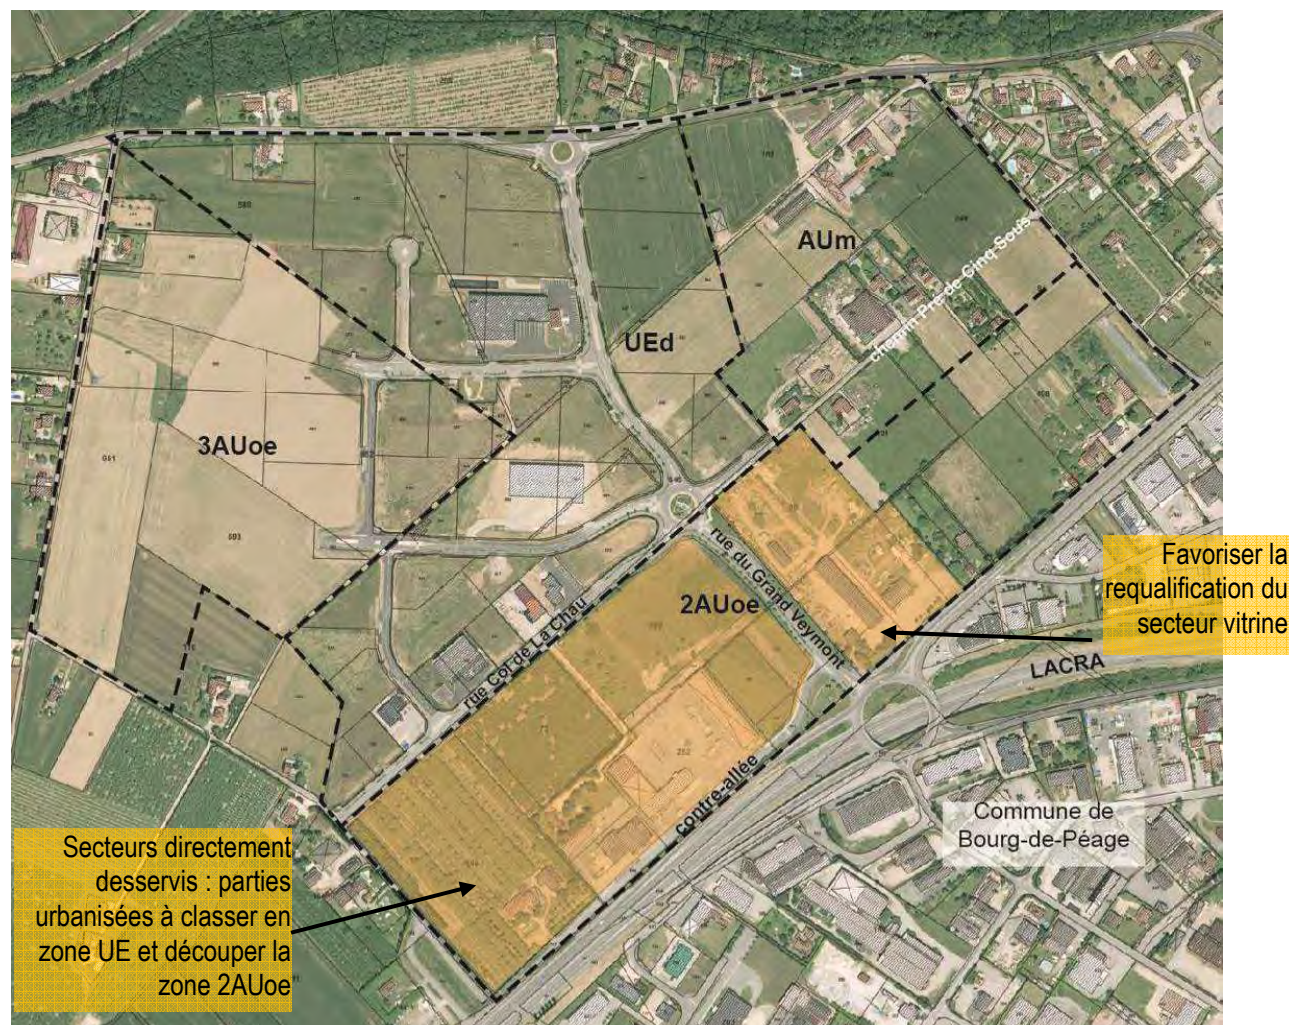 AUm
chemin Pré-de-Cinq-Sous
UEd
3AUoe
2AUoe
rue du Grand Veymont
rue Col de La Chau
contre-allée
LACRA
Favoriser la
requalification du
secteur vitrine
Commune de
Bourg-de-Péage
Secteurs directement
desservis : parties
urbanisées à classer en
zone UE et découper la
zone 2AUoe